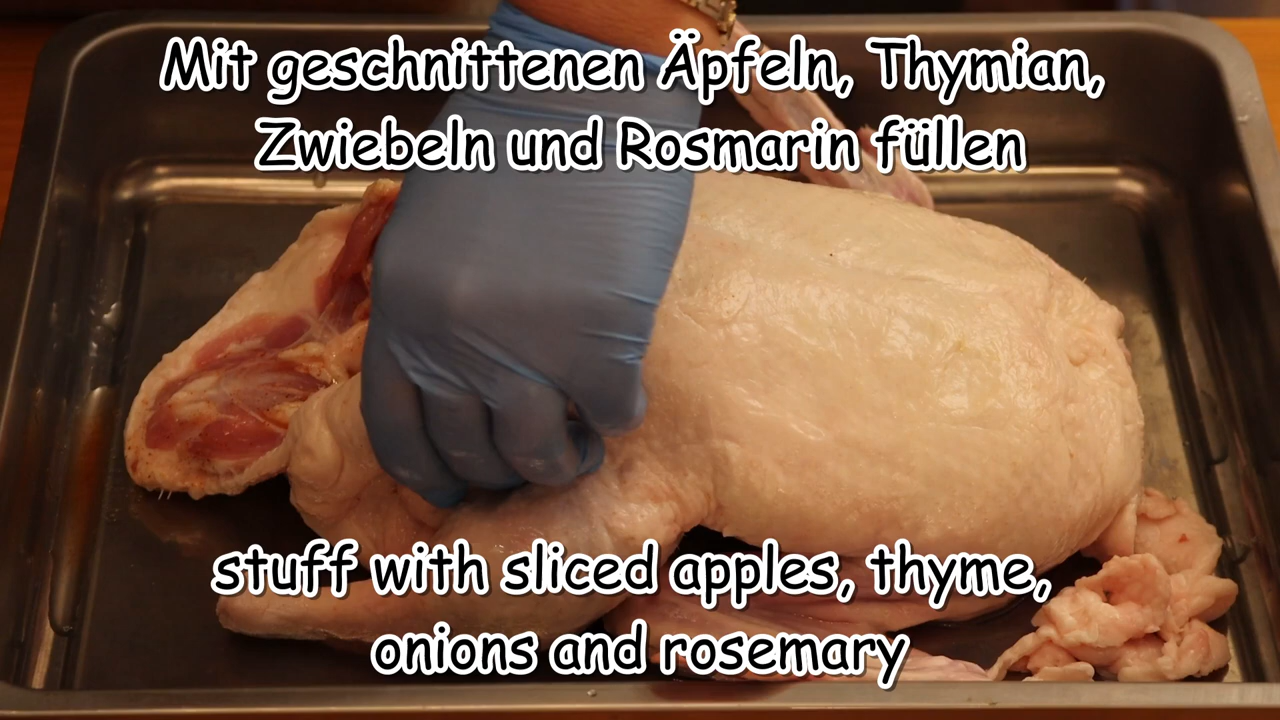 Mit geschnittenen Äpfeln, Thymian,
Zwiebeln und Rosmarin füllen
stuff with sliced apples, thyme,
onions and rosemary